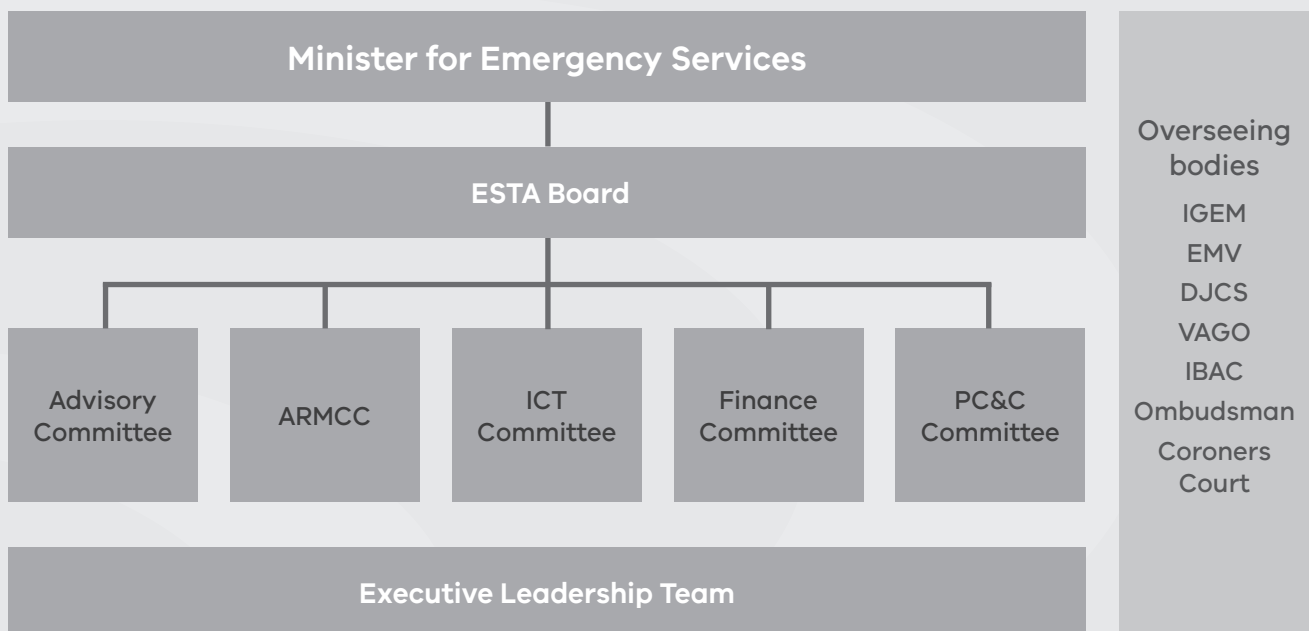 Minister for Emergency Services
ESTA Board
Advisory
Committee
ARMCC
ICT
Committee
Finance
Committee
PC&C
Committee
Executive Leadership Team
Overseeing
bodies
IGEM
EMV
DJCS
VAGO
IBAC
Ombudsman
Coroners
Court